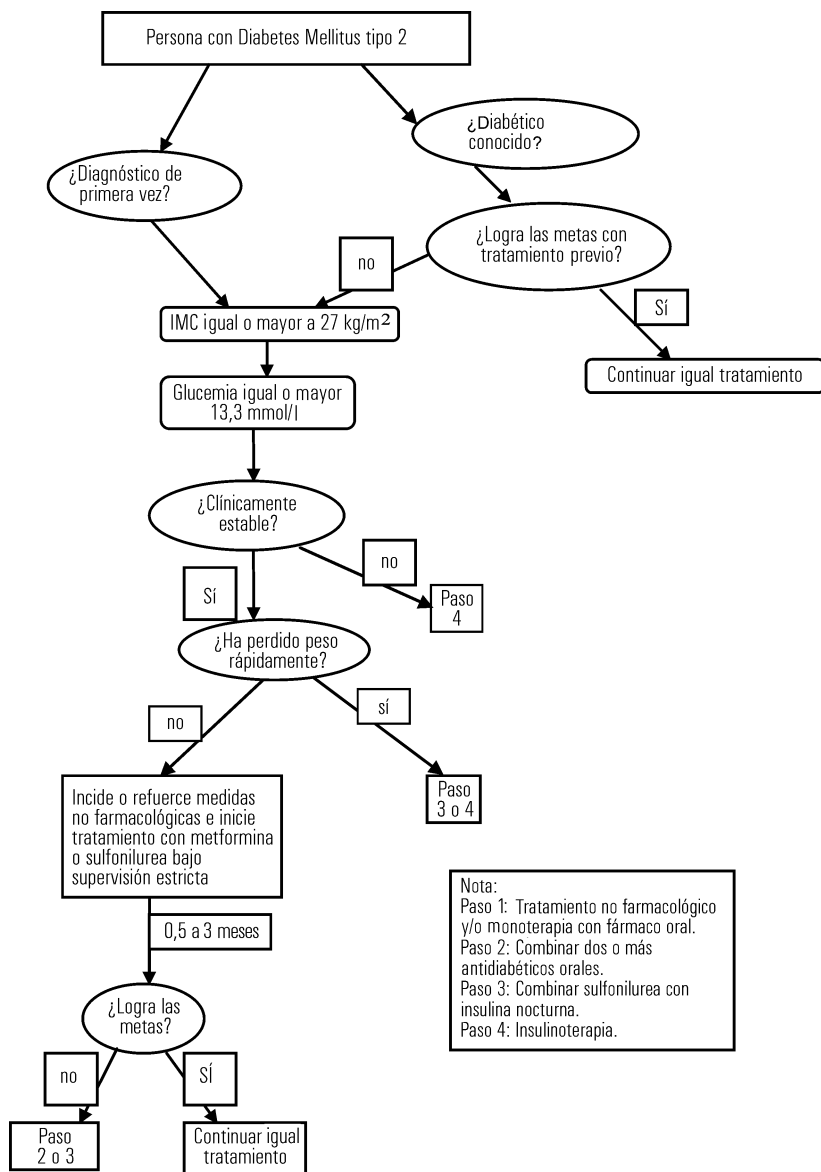 Persona con Diabetes Mellitus tipo 2
¿Diabético
conocido?
¿Diagnóstico de
primera vez?
¿Logra las metas con
tratamiento previo?
no
Sí
IMC igual o mayor a 27 kg/m²
Continuar igual tratamiento
Glucemia igual o mayor
13,3 mmol/l
¿Clínicamente
estable?
no
Sí
Paso
4
¿Ha perdido peso
rápidamente?
no
sí
Paso
3 o 4
Incide o refuerce medidas
no farmacológicas e inicie
tratamiento con metformina
o sulfonilurea bajo
supervisión estricta
0,5 a 3 meses
¿Logra las
metas?
no
SÍ
Paso
2 o 3
Continuar igual
tratamiento
Nota:
Paso 1: Tratamiento no farmacológico
y/o monoterapia con fármaco oral.
Paso 2: Combinar dos o más
antidiabéticos orales.
Paso 3: Combinar sulfonilurea con
insulina nocturna.
Paso 4: Insulinoterapia.